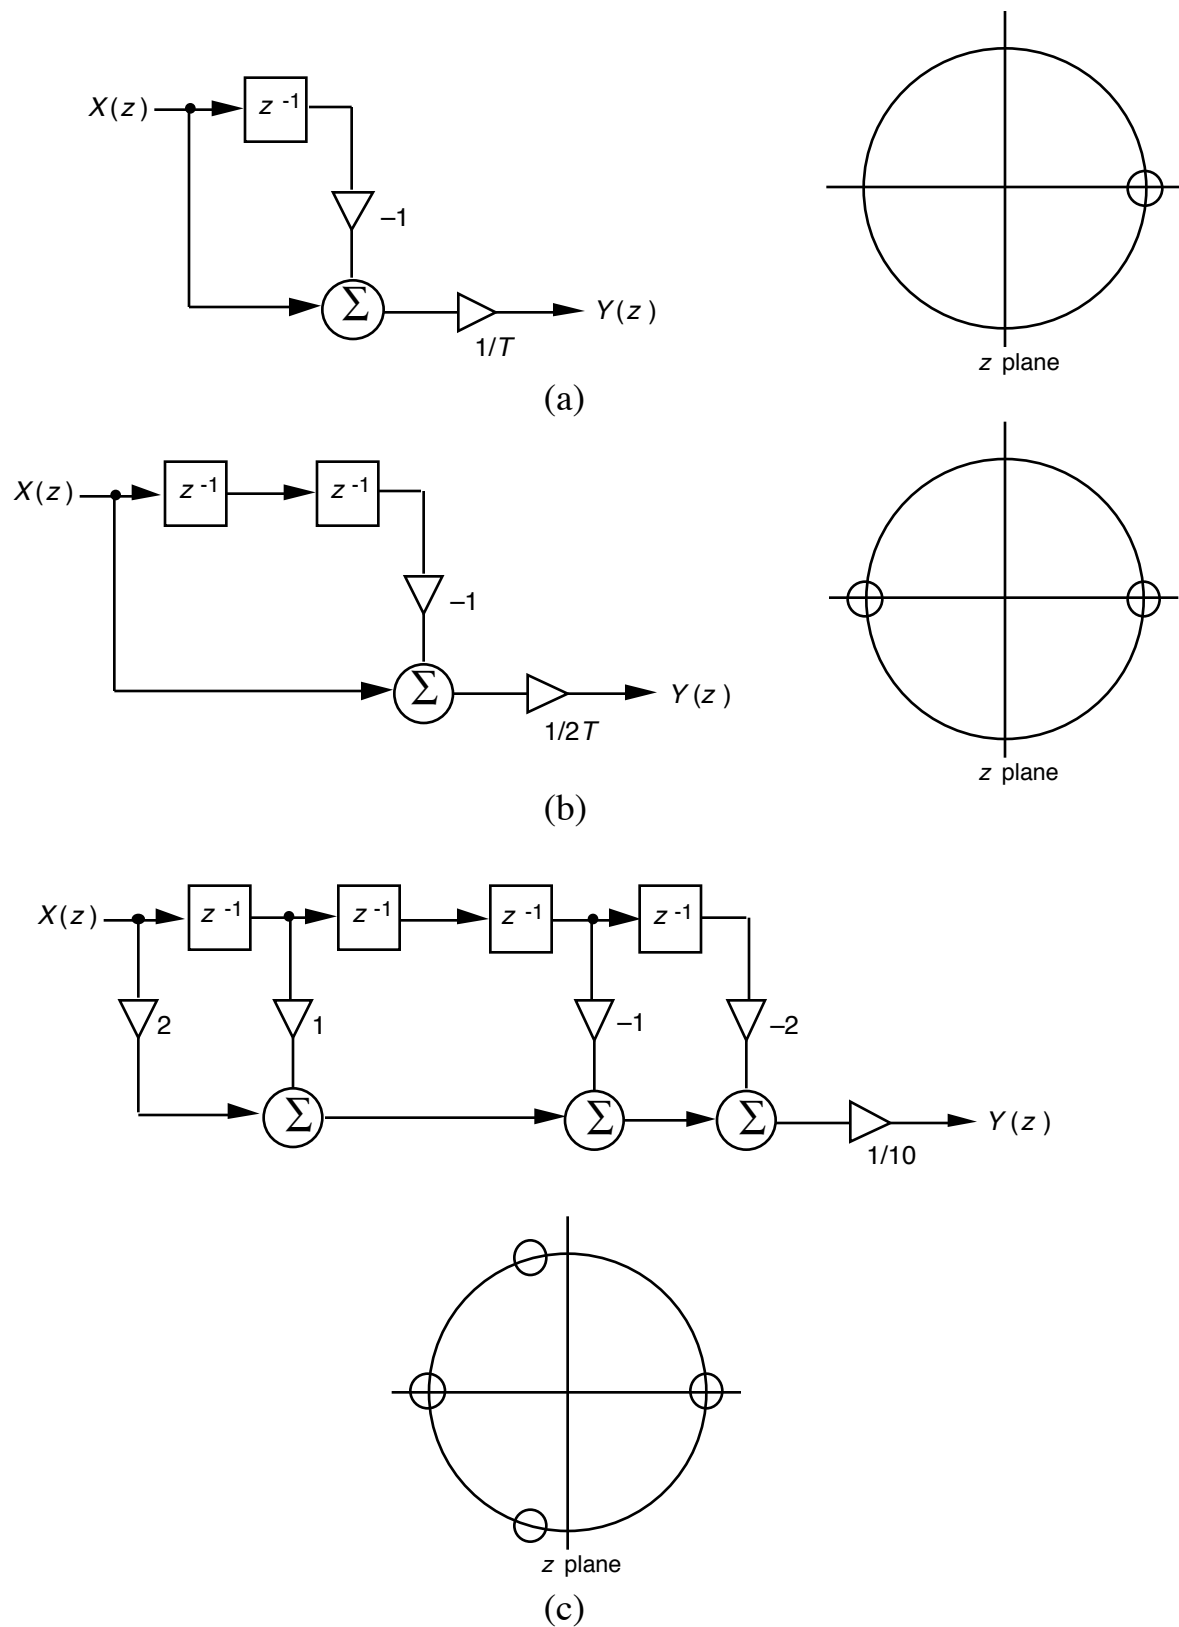 X(z)
z -1
–1
Σ
1/T
Y(z)
z plane
(a)
X(z)
z -1
z -1
–1
Σ
1/2T
Y(z)
z plane
(b)
X(z)
z -1
z -1
z -1
z -1
2
1
–1
–2
Σ
Σ
Σ
1/10
Y(z)
z plane
(c)